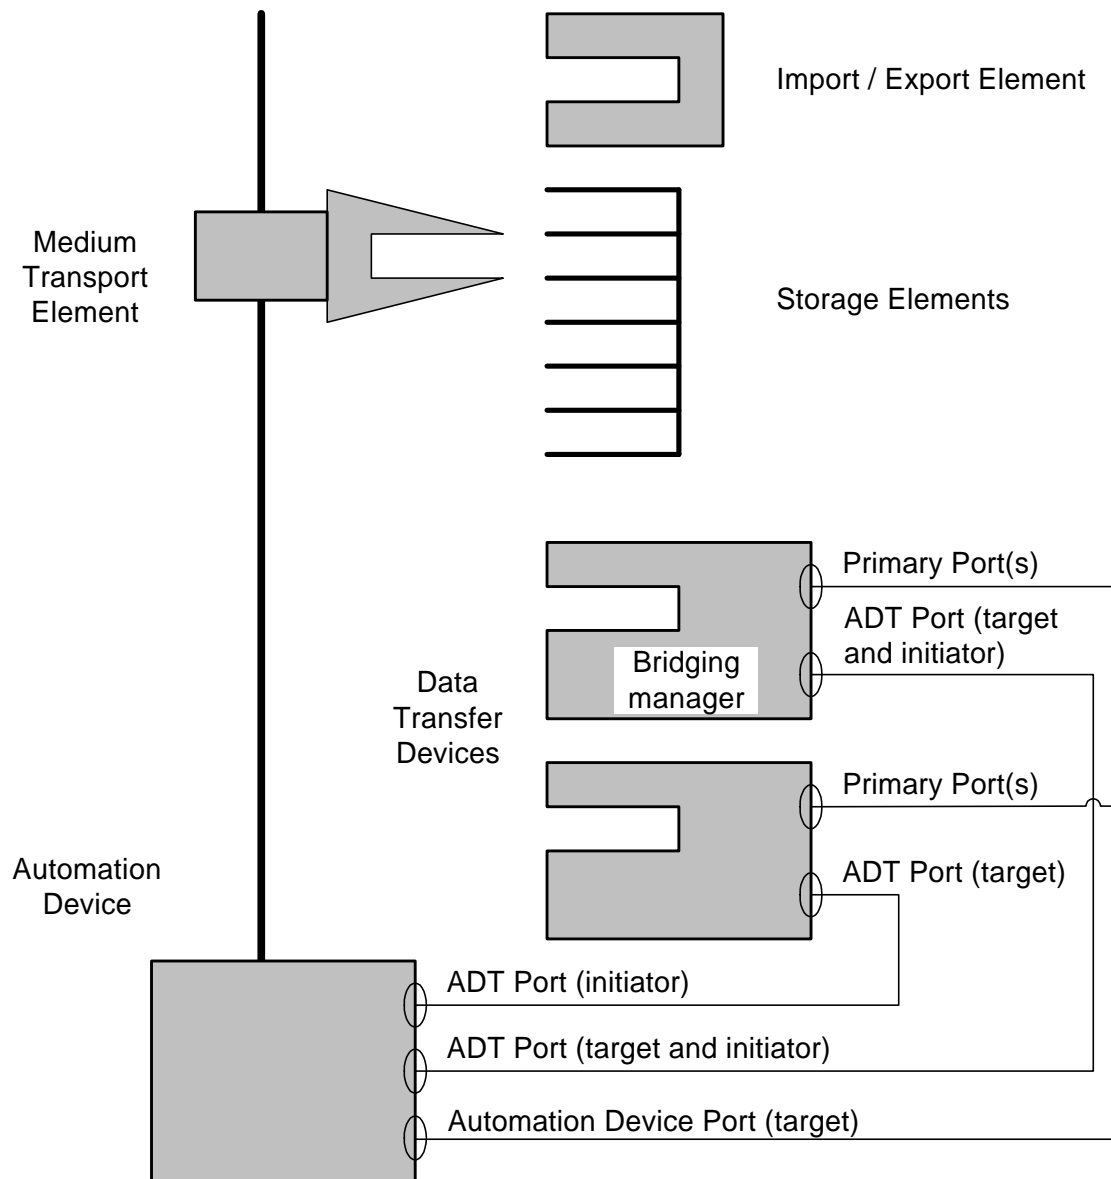 Import / Export Element
Medium
Transport
Element
Storage Elements
Primary Port(s)
ADT Port (target
and initiator)
Bridging
manager
Data
Transfer
Devices
Primary Port(s)
ADT Port (target)
Automation
Device
ADT Port (initiator)
ADT Port (target and initiator)
Automation Device Port (target)